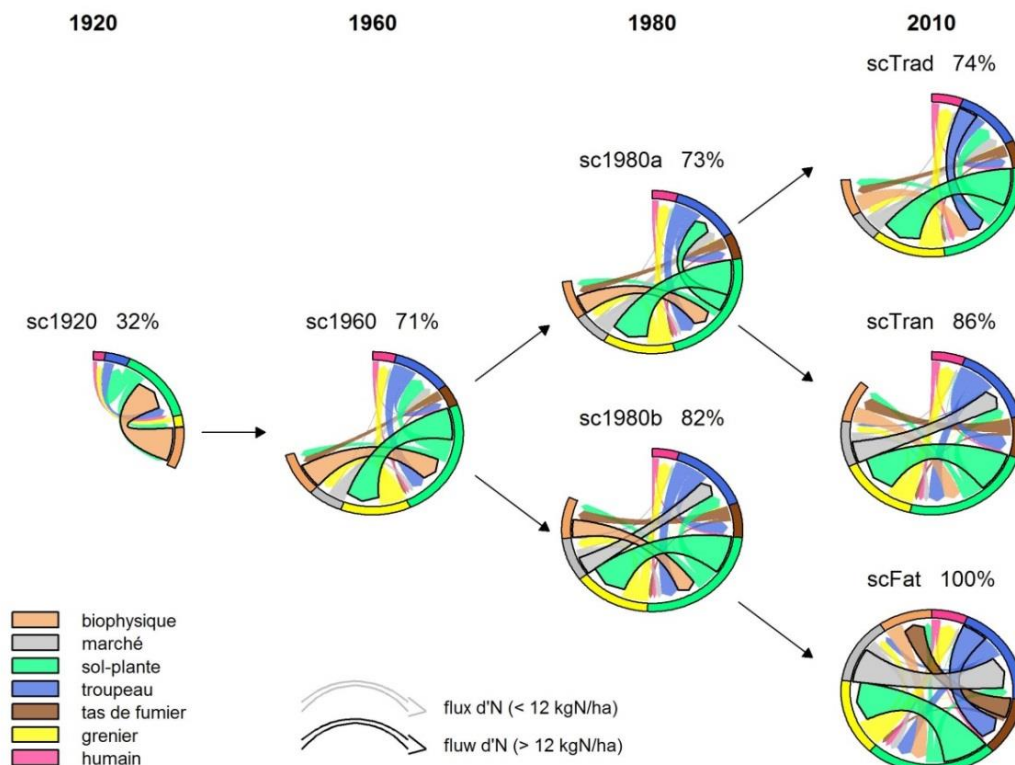 1920 1960 1980 2010
scTrad 74%
sc1980a 73%
sc1920 32% sc1960 71% scTran 86%
sc1980b 82%
scFat 100%
biophysique
marché
sol-plante
troupeau
tas de fumier
grenier
humain
flux d'N (< 12 kgN/ha)
fluw d'N (> 12 kgN/ha)